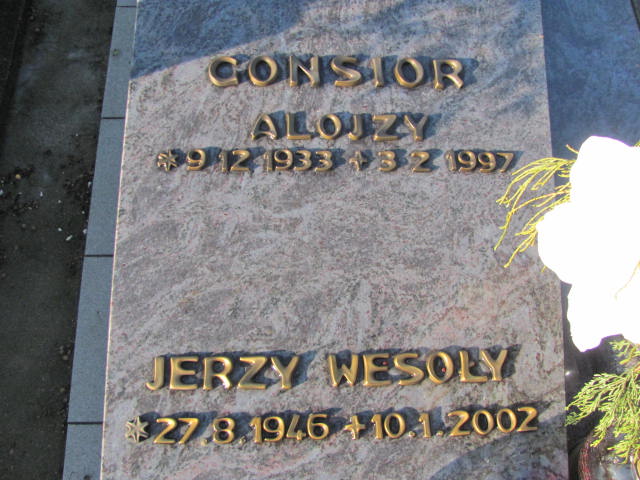 GONSIOR
ALOJZY
* 9 12 1933 + 3 2 1997
JERZY WESOŁY
* 27.8.1946 + 10.1.2002